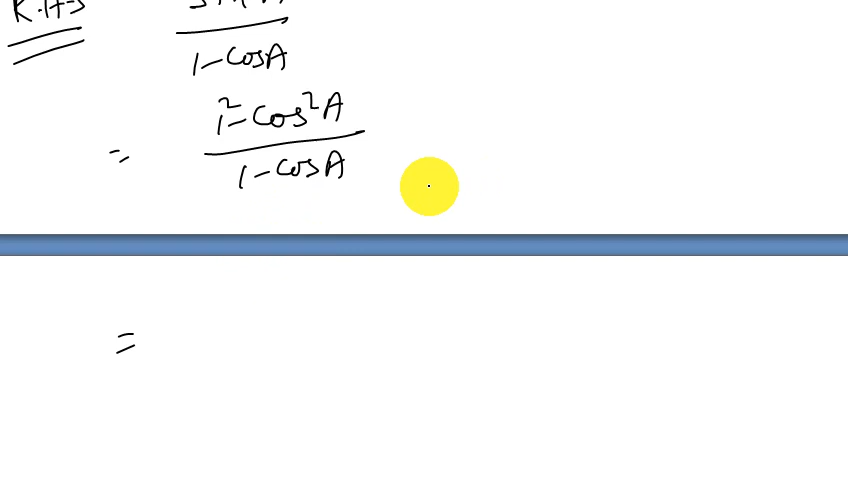 R.H.S
1-cosA
1²-cos²A
= 
1-cosA
=